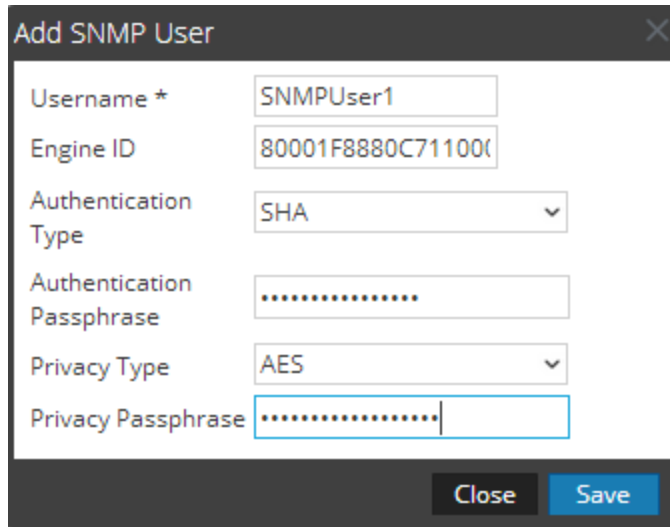 Add SNMP User
Username * SNMPUser1
Engine ID 80001F8880C711000
Authentication
Type
SHA
Authentication
Passphrase
••••••••••••••••
Privacy Type AES
Privacy Passphrase ••••••••••••••••••
Close Save